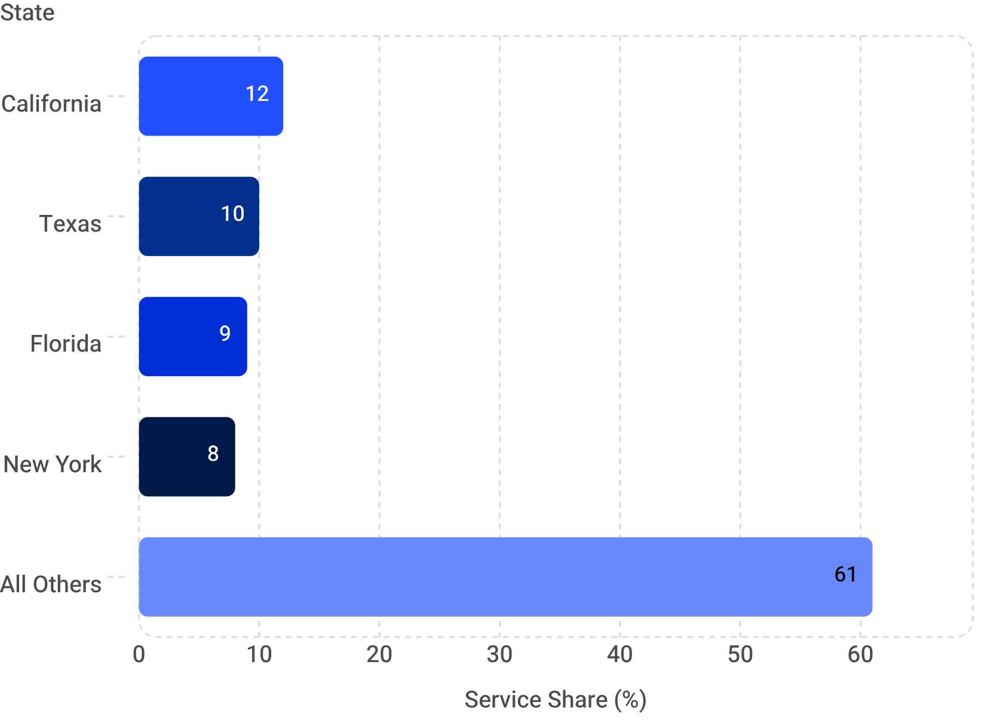 State
California 12
Texas 10
Florida 9
New York 8
All Others 61
0 10 20 30 40 50 60
Service Share (%)